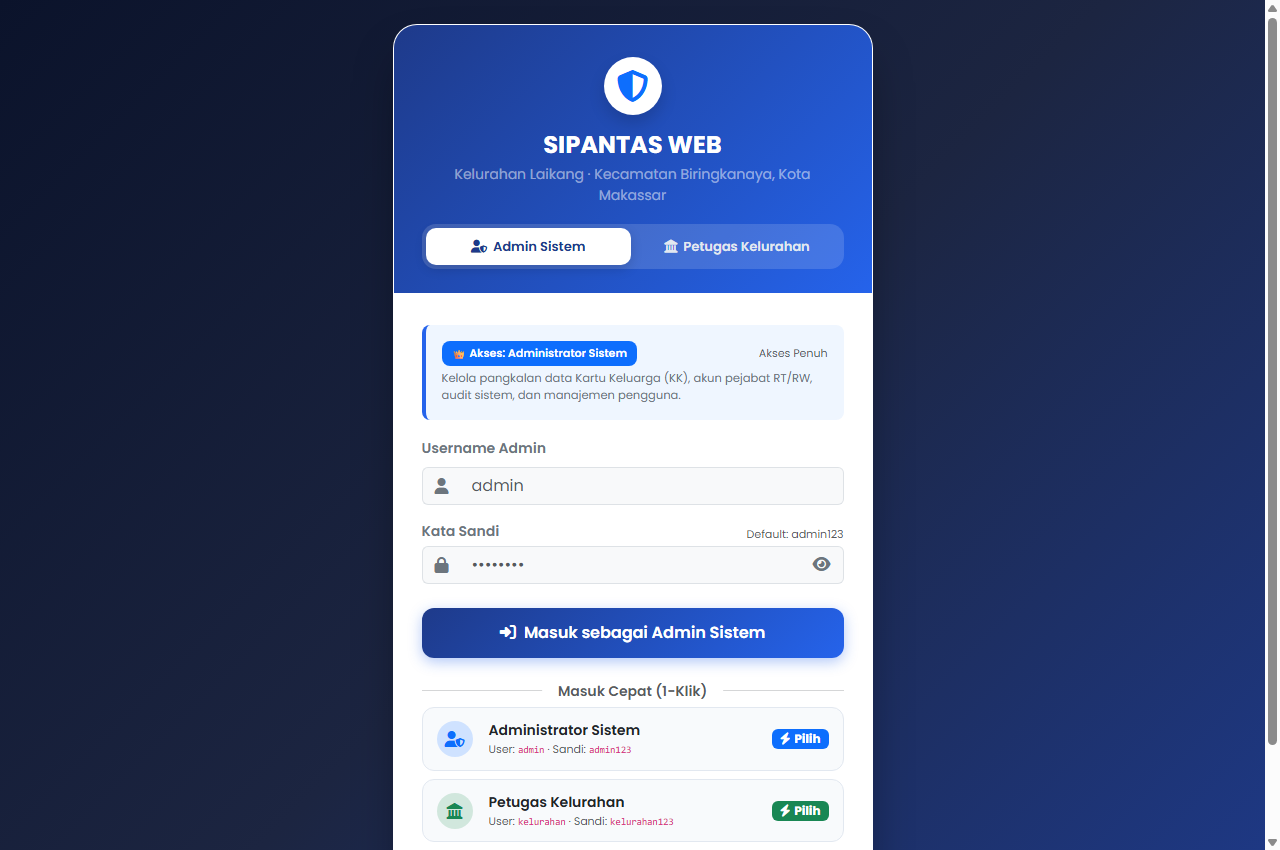 SIPANTAS WEB
Kelurahan Laikang · Kecamatan Biringkanaya, Kota
Makassar
Admin Sistem
Petugas Kelurahan
Akses: Administrator Sistem
Akses Penuh
Kelola pangkalan data Kartu Keluarga (KK), akun pejabat RT/RW,
audit sistem, dan manajemen pengguna.
Username Admin
admin
Kata Sandi
Default: admin123
••••••••
Masuk sebagai Admin Sistem
Masuk Cepat (1-Klik)
Administrator Sistem
User: admin · Sandi: admin123
Pilih
Petugas Kelurahan
User: kelurahan · Sandi: kelurahan123
Pilih